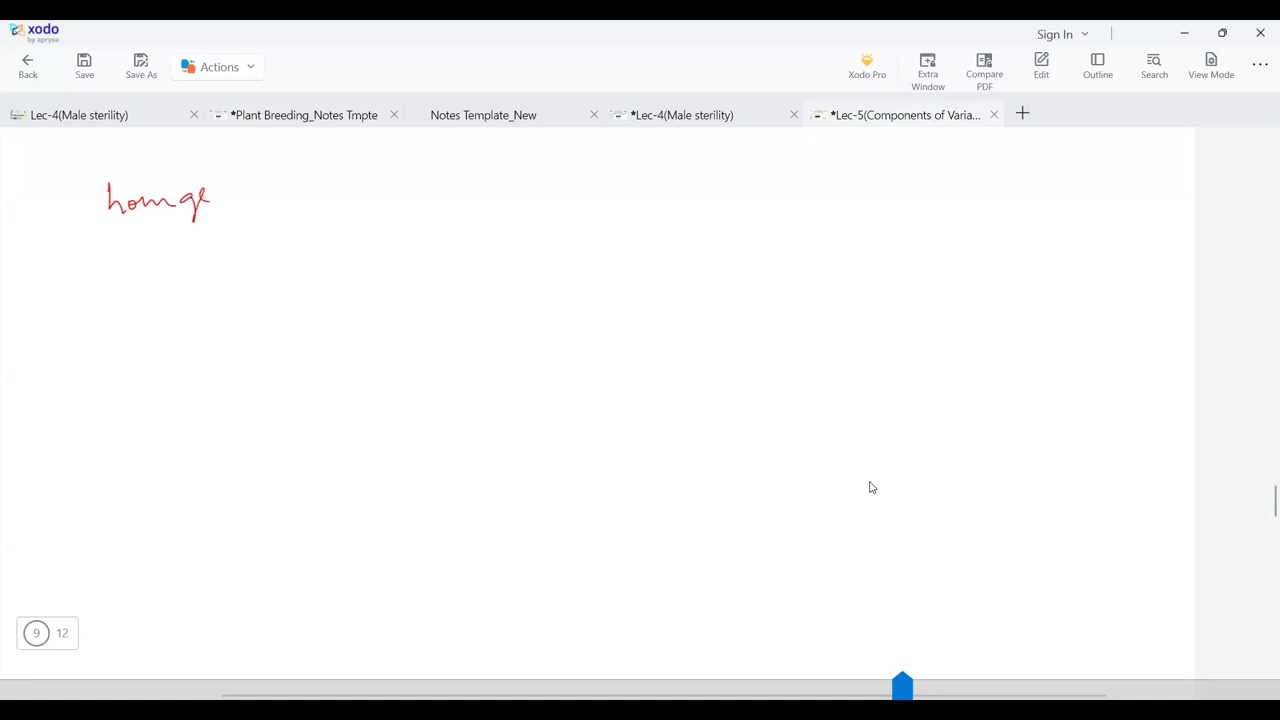 xodo
by apryse
Sign In
Back
Save
Save As
Actions
Xodo Pro
Extra Window
Compare PDF
Edit
Outline
Search
View Mode
Lec-4(Male sterility)
*Plant Breeding_Notes Tmpte
Notes Template_New
*Lec-4(Male sterility)
*Lec-5(Components of Varia...
homge
9 12